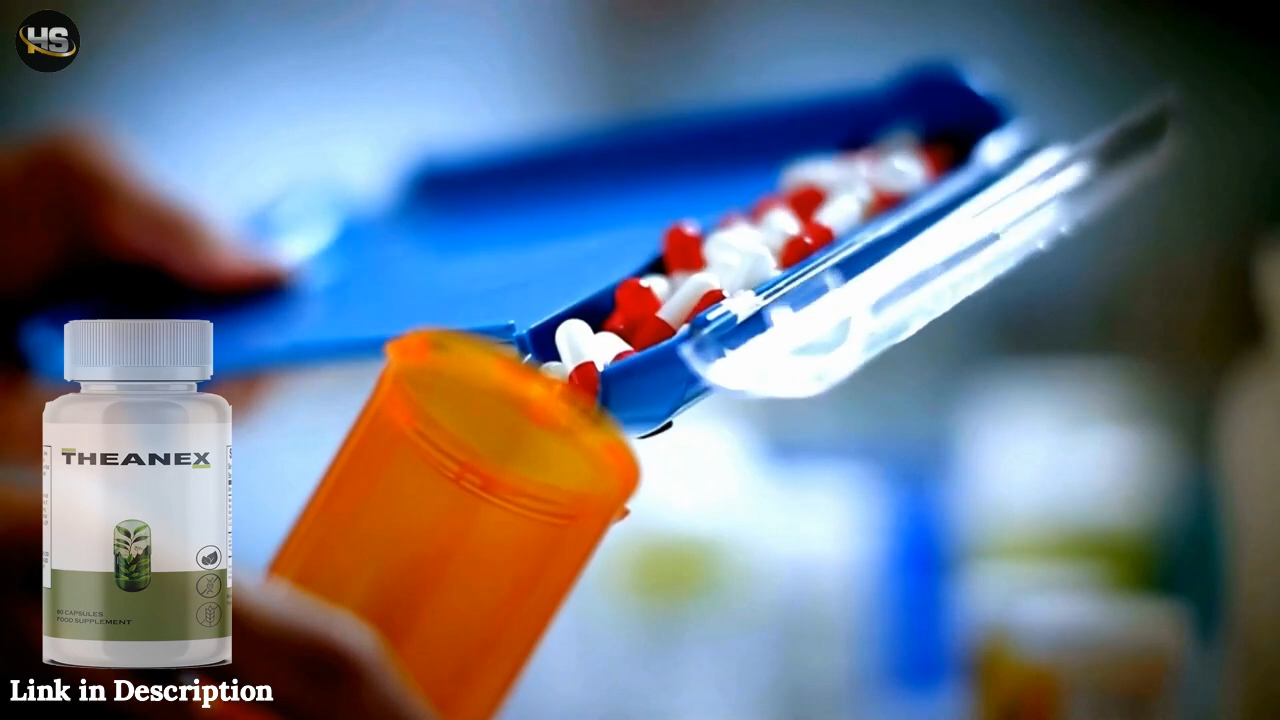 HS
THEANEX
60 CAPSULES
FOOD SUPPLEMENT
Link in Description